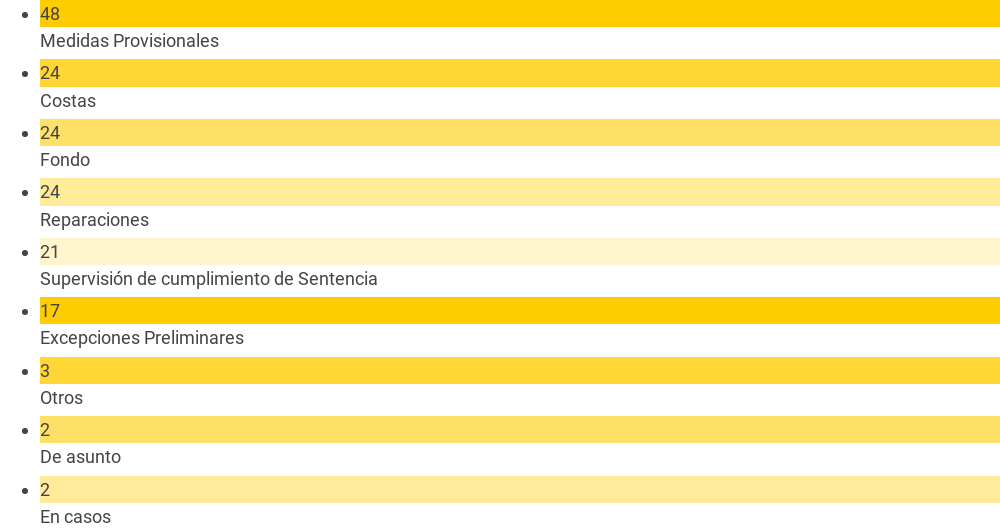 48
Medidas Provisionales
24
Costas
24
Fondo
24
Reparaciones
21
Supervisión de cumplimiento de Sentencia
17
Excepciones Preliminares
3
Otros
2
De asunto
2
En casos